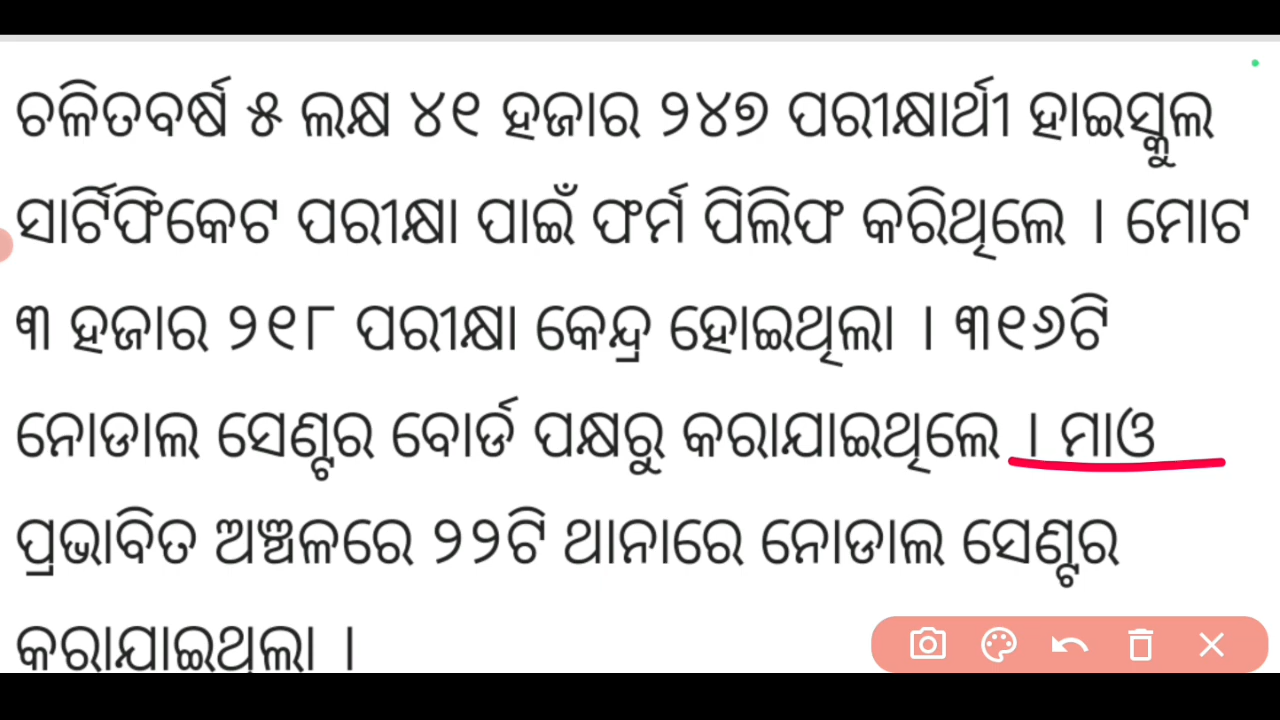 ଚଳିତବର୍ଷ ୫ ଲକ୍ଷ ୪୧ ହଜାର ୨୪୭ ପରୀକ୍ଷାର୍ଥୀ ହାଇସ୍କୁଲ
ସାର୍ଟିଫିକେଟ ପରୀକ୍ଷା ପାଇଁ ଫର୍ମ ପିଲିଫ କରିଥିଲେ । ମୋଟ
୩ ହଜାର ୨୧୮ ପରୀକ୍ଷା କେନ୍ଦ୍ର ହୋଇଥିଲା । ୩୧୬ଟି
ନୋଡାଲ ସେଣ୍ଟର ବୋର୍ଡ ପକ୍ଷରୁ କରାଯାଇଥିଲେ । ମାଓ
ପ୍ରଭାବିତ ଅଞ୍ଚଳରେ ୨୨ଟି ଥାନାରେ ନୋଡାଲ ସେଣ୍ଟର
କରାଯାଇଥିଲା ।